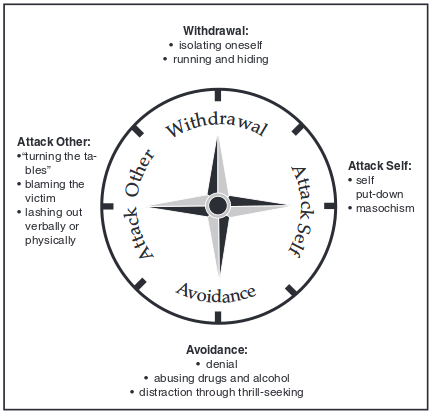 Withdrawal:
• isolating oneself
• running and hiding
Attack Other:
•"turning the ta-
bles"
• blaming the
victim
• lashing out
verbally or
physically
Withdrawal
Attack Other
Attack Self
Avoidance
Attack Self:
• self
put-down
• masochism
Avoidance:
• denial
• abusing drugs and alcohol
• distraction through thrill-seeking